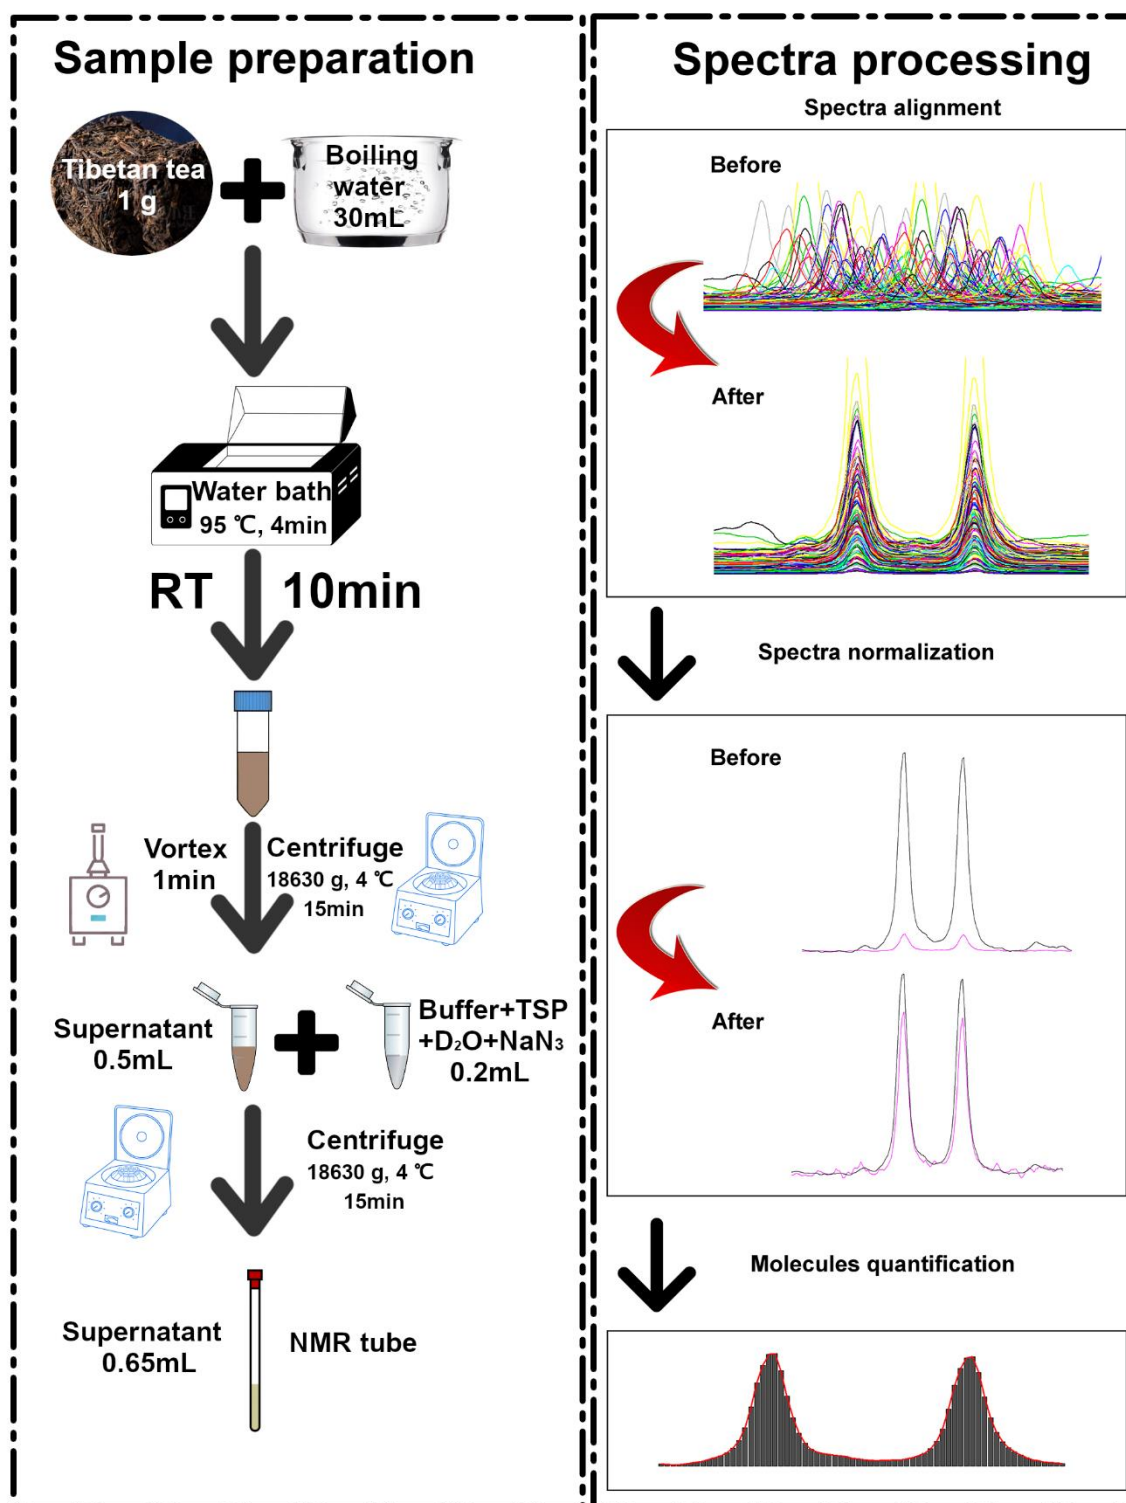 Sample preparation
Tibetan tea
1 g
Boiling
water
30mL
Water bath
95 ℃, 4min
RT 10min
Vortex
1min
Centrifuge
18630 g, 4 ℃
15min
Supernatant
0.5mL
Buffer+TSP
+D₂O+NaN₃
0.2mL
Centrifuge
18630 g, 4 ℃
15min
Supernatant
0.65mL
NMR tube
Spectra processing
Spectra alignment
Before
After
Spectra normalization
Before
After
Molecules quantification